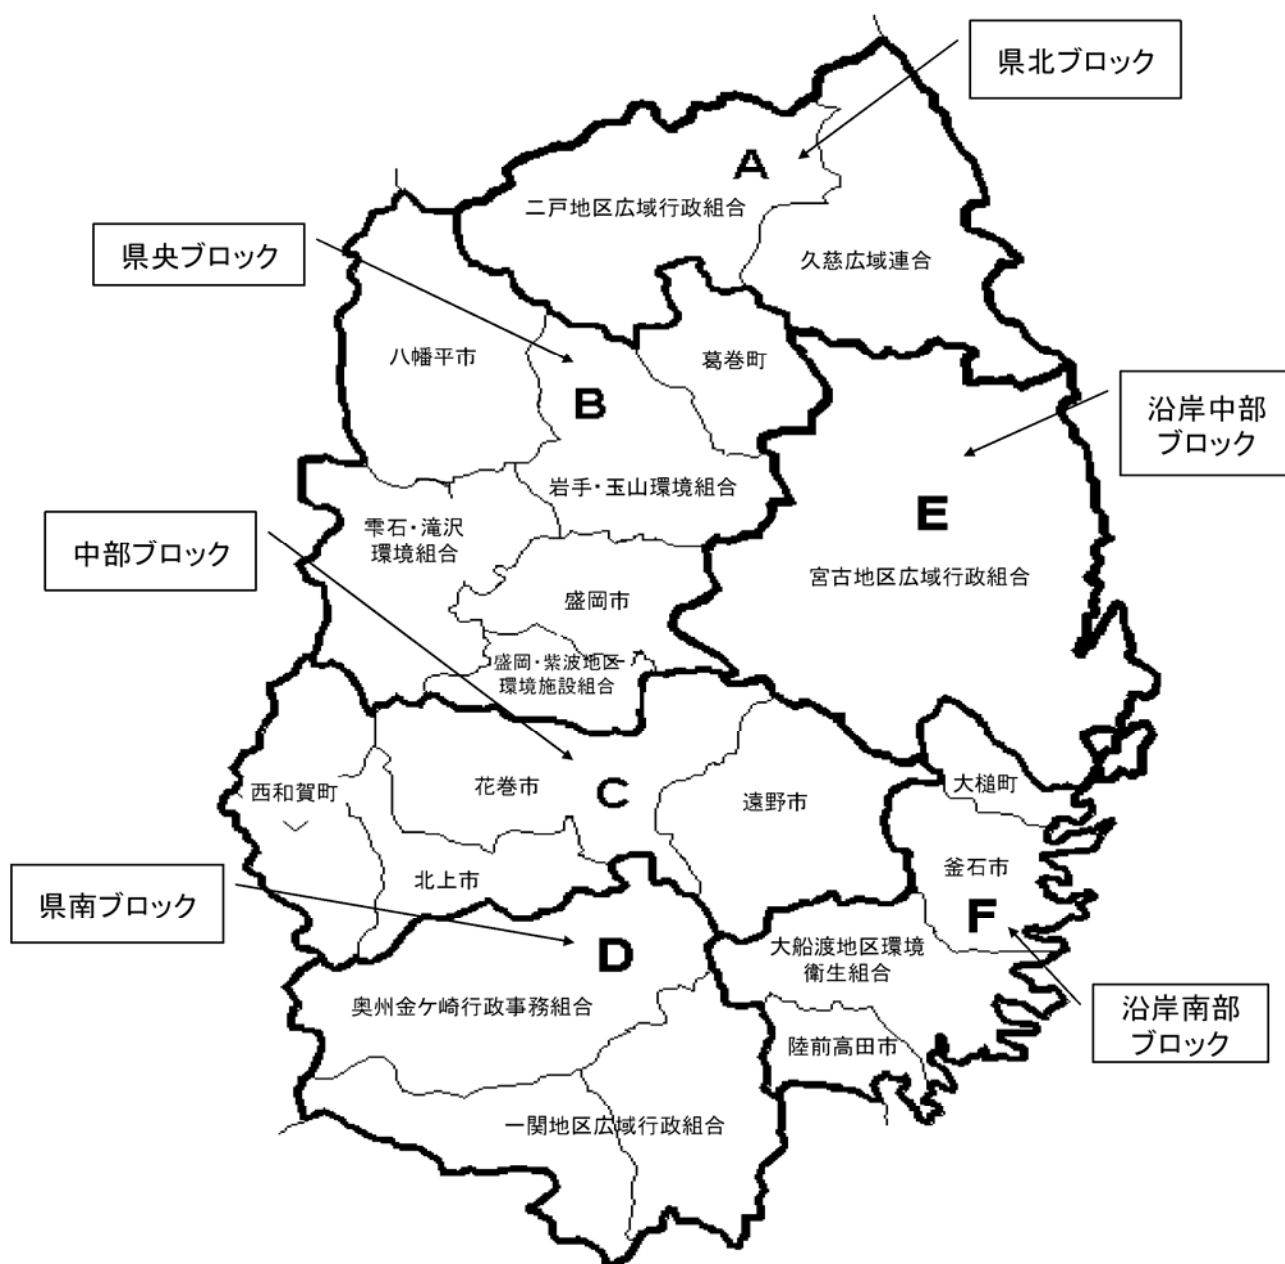 県北ブロック
A
二戸地区広域行政組合
久慈広域連合
県央ブロック
八幡平市
葛巻町
B
岩手・玉山環境組合
雫石・滝沢
環境組合
盛岡市
盛岡・紫波地区
環境施設組合
沿岸中部
ブロック
E
宮古地区広域行政組合
中部ブロック
西和賀町
花巻市
C
遠野市
北上市
大槌町
釜石市
F
大船渡地区環境
衛生組合
陸前高田市
沿岸南部
ブロック
県南ブロック
D
奥州金ケ崎行政事務組合
一関地区広域行政組合